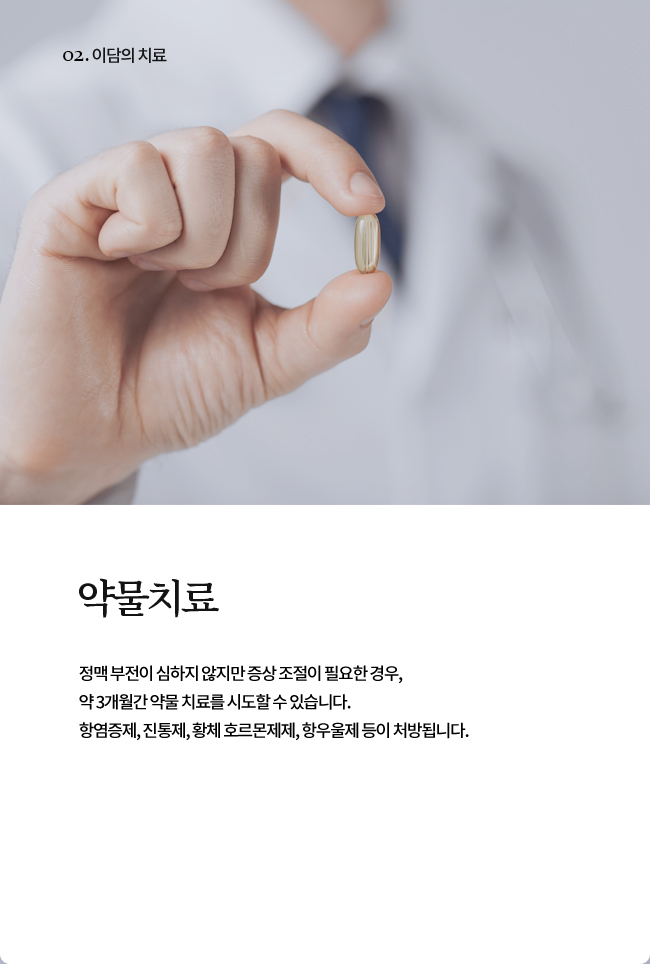 02. 이담의 치료
약물치료
정맥 부전이 심하지 않지만 증상 조절이 필요한 경우,
약 3개월간 약물 치료를 시도할 수 있습니다.
항염증제, 진통제, 황체 호르몬제제, 항우울제 등이 처방됩니다.